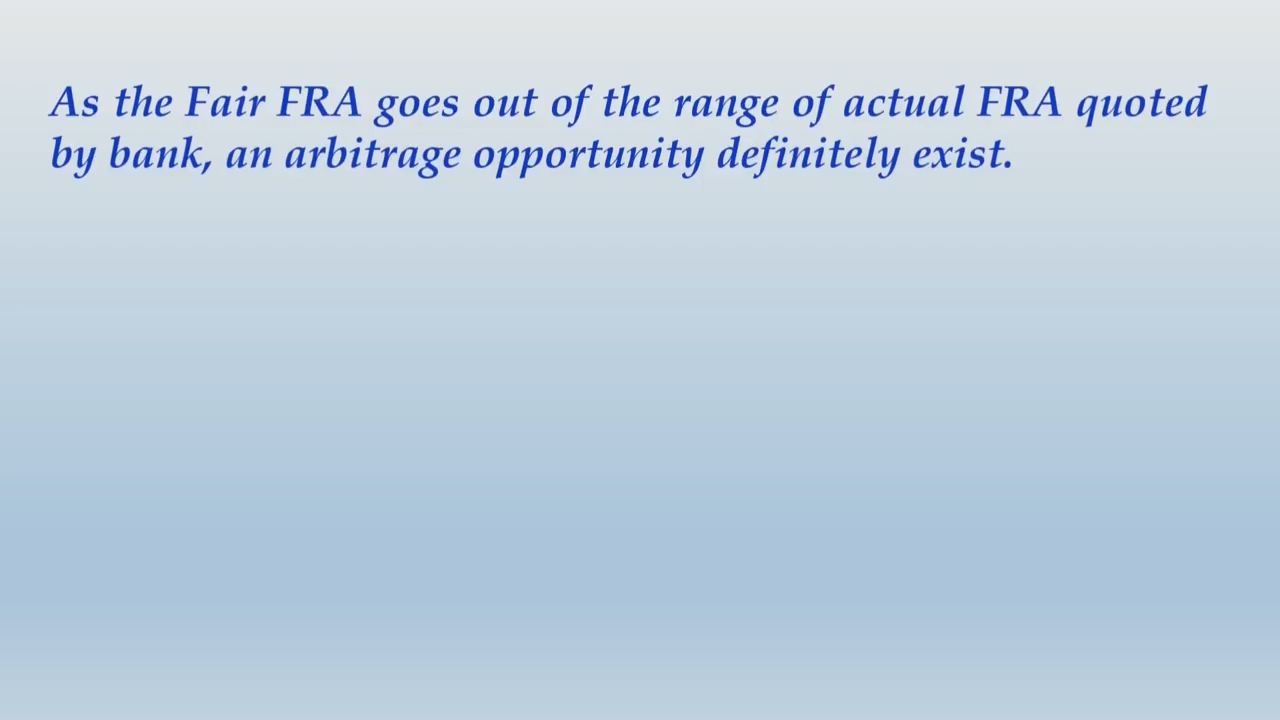 As the Fair FRA goes out of the range of actual FRA quoted
by bank, an arbitrage opportunity definitely exist.